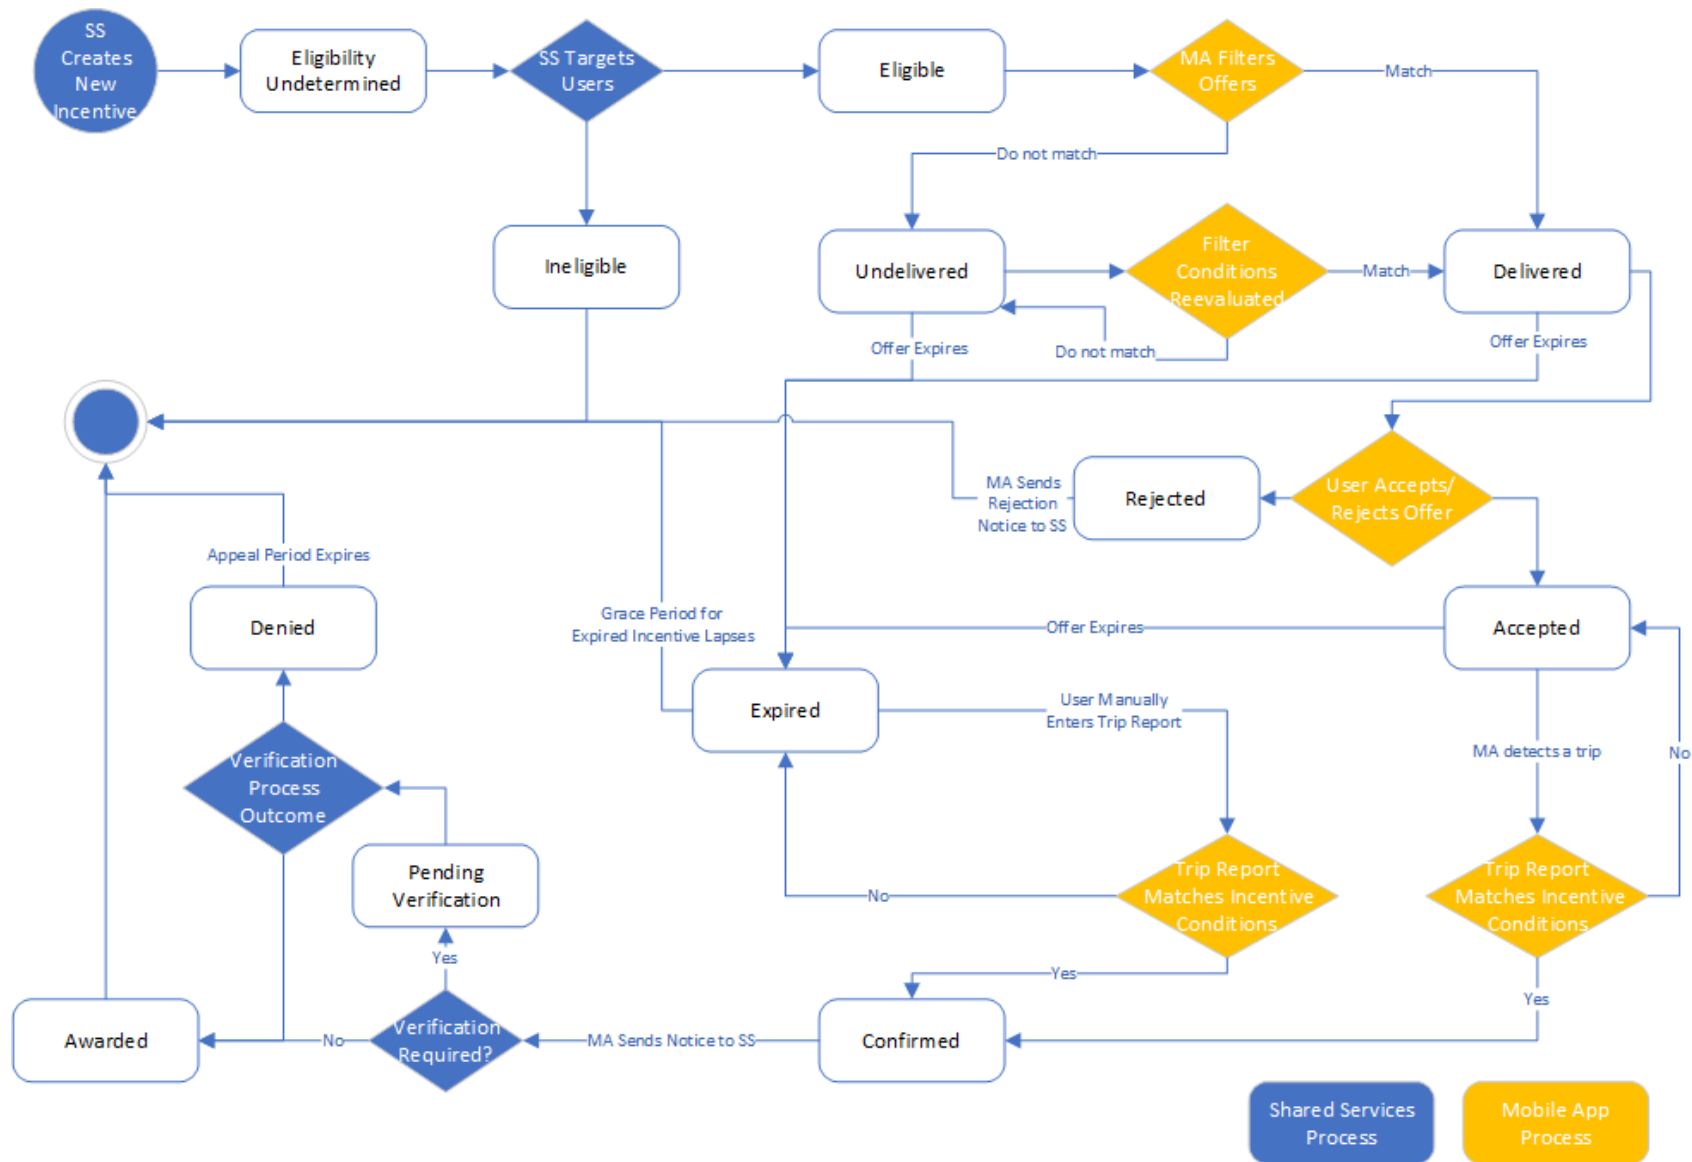 SS
Creates
New
Incentive
Eligibility
Undetermined
SS Targets
Users
Eligible
MA Filters
Offers
Match
Do not match
Ineligible
Undelivered
Filter
Conditions
Reevaluated
Match
Delivered
Offer Expires
Do not match
Offer Expires
MA Sends
Rejection
Notice to SS
Rejected
User Accepts/
Rejects Offer
Appeal Period Expires
Denied
Grace Period for
Expired Incentive Lapses
Offer Expires
Accepted
Expired
User Manually
Enters Trip Report
MA detects a trip
No
Verification
Process
Outcome
Pending
Verification
No
Trip Report
Matches Incentive
Conditions
Trip Report
Matches Incentive
Conditions
Yes
Yes
Yes
Awarded
No
Verification
Required?
MA Sends Notice to SS
Confirmed
Shared Services
Process
Mobile App
Process